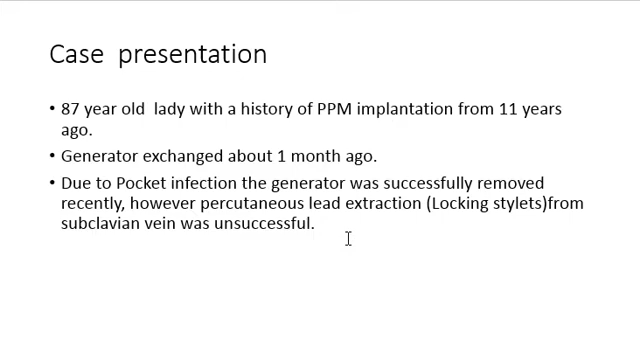 Case presentation
• 87 year old lady with a history of PPM implantation from 11 years
ago.
• Generator exchanged about 1 month ago.
• Due to Pocket infection the generator was successfully removed
recently, however percutaneous lead extraction (Locking stylets)from
subclavian vein was unsuccessful.